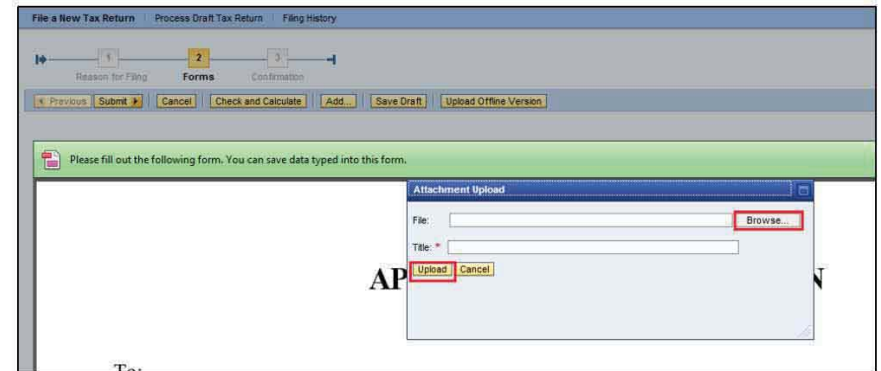 File a New Tax Return Process Draft Tax Return Filing History
1 2 3
Reason for Filing Forms Confirmation
Previous Submit Cancel Check and Calculate Add... Save Draft Upload Offline Version
Please fill out the following form. You can save data typed into this form.
Attachment Upload
File: Browse...
Title: *
Upload Cancel
AP N
To: